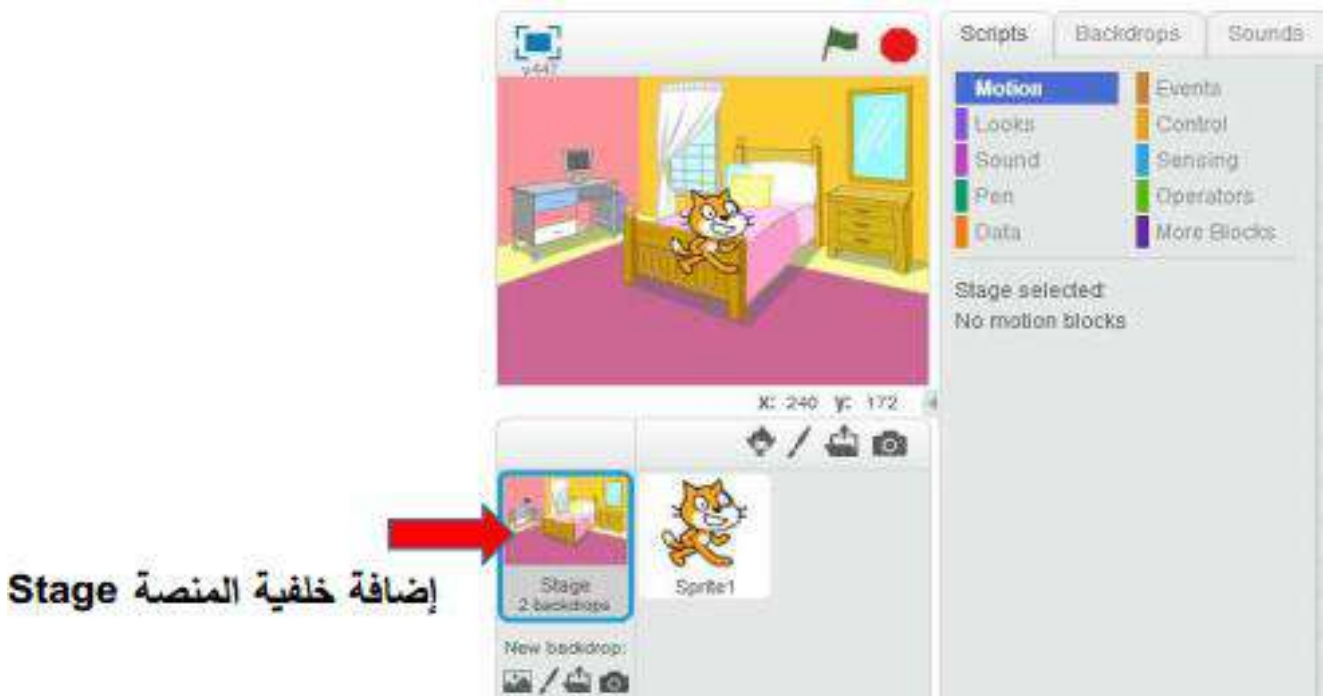 v447
Scripts Backdrops Sounds
Motion Events
Looks Control
Sound Sensing
Pen Operators
Data More Blocks
Stage selected:
No motion blocks
x: 240 y: 172
إضافة خلفية المنصة Stage
Stage
2 backdrops
Sprite1
New backdrop: